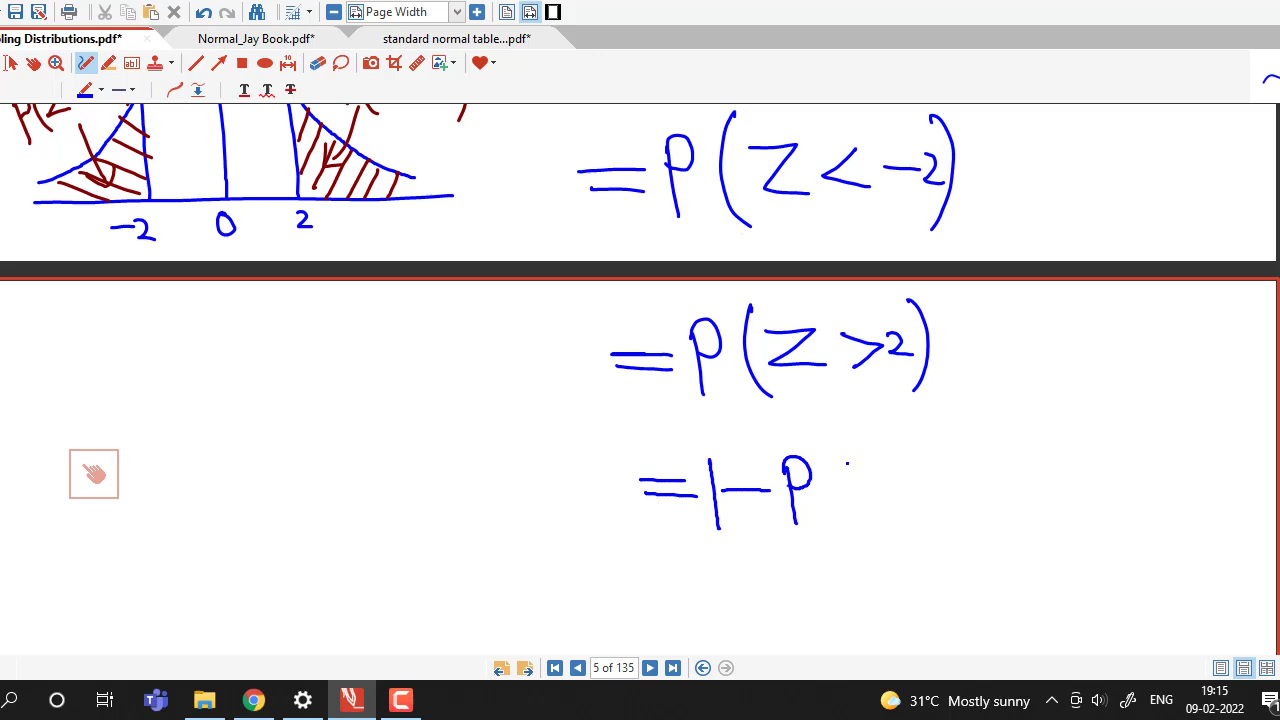 Page Width
ling Distributions.pdf*
Normal_Jay Book.pdf*
standard normal table...pdf*
= P(Z < -2)
-2 0 2
= P(Z > 2)
= 1 - P
5 of 135
31°C Mostly sunny
ENG
19:15
09-02-2022